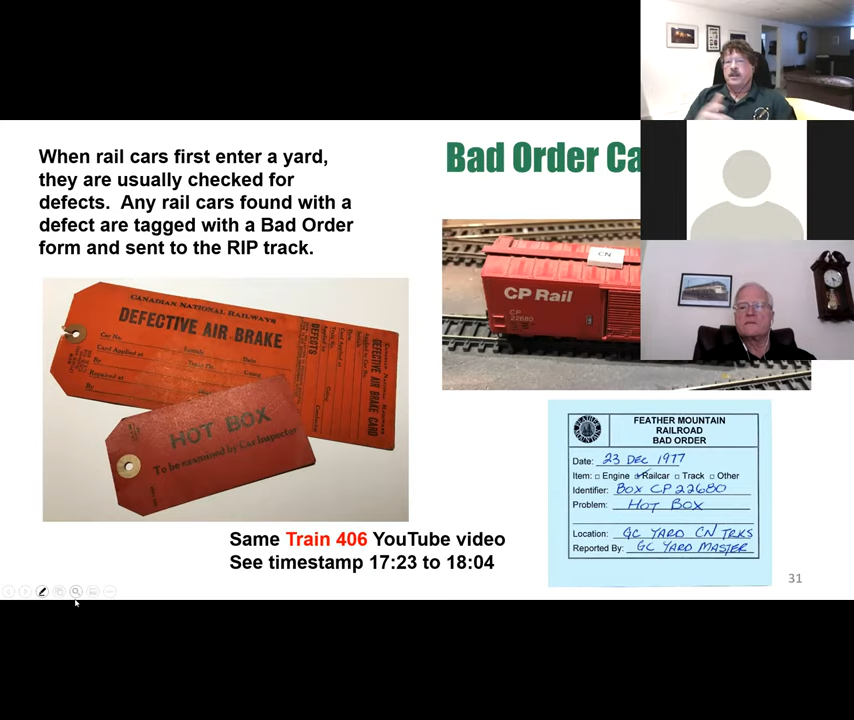 When rail cars first enter a yard,
they are usually checked for
defects.  Any rail cars found with a
defect are tagged with a Bad Order
form and sent to the RIP track.
Bad Order Ca
CN
CP Rail
CP
22680
CANADIAN NATIONAL RAILWAYS
DEFECTIVE AIR BRAKE
Car No.
Card Applied at
Date
By
Repaired at
By
DEFECTS
DEFECTIVE AIR BRAKE CARD
HOT BOX
To be examined by Car Inspector
FEATHER MOUNTAIN
RAILROAD
BAD ORDER
Date: 23 DEC 1977
Item: □ Engine ☑ Railcar □ Track □ Other
Identifier: BOX CP 22680
Problem: HOT BOX
Location: GC YARD CN TRKS
Reported By: GC YARD MASTER
Same Train 406 YouTube video
See timestamp 17:23 to 18:04
31